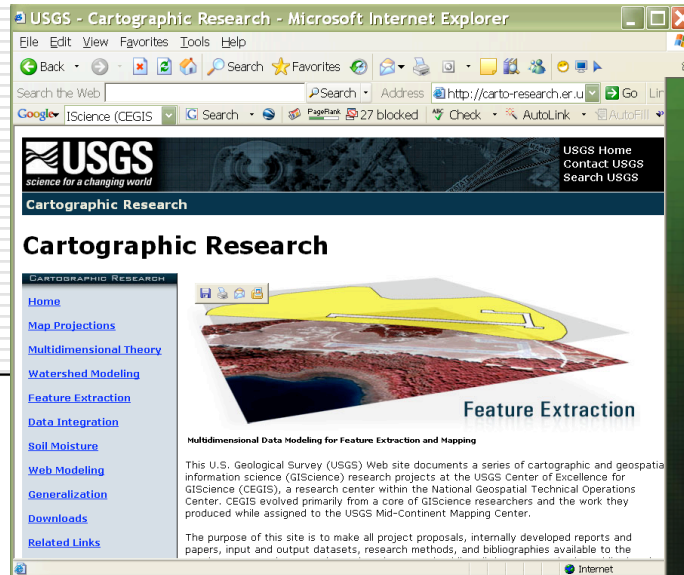 USGS - Cartographic Research - Microsoft Internet Explorer
File Edit View Favorites Tools Help
Back Search Favorites
Search the Web Search Address http://carto-research.er.u Go
Google IScience (CEGIS Search PageRank 27 blocked Check AutoLink AutoFill
USGS
science for a changing world
USGS Home
Contact USGS
Search USGS
Cartographic Research
Cartographic Research
CARTOGRAPHIC RESEARCH
Home
Map Projections
Multidimensional Theory
Watershed Modeling
Feature Extraction
Data Integration
Soil Moisture
Web Modeling
Generalization
Downloads
Related Links
Feature Extraction
Multidimensional Data Modeling for Feature Extraction and Mapping
This U.S. Geological Survey (USGS) Web site documents a series of cartographic and geospatia
information science (GIScience) research projects at the USGS Center of Excellence for
GIScience (CEGIS), a research center within the National Geospatial Technical Operations
Center. CEGIS evolved primarily from a core of GIScience researchers and the work they
produced while assigned to the USGS Mid-Continent Mapping Center.
The purpose of this site is to make all project proposals, internally developed reports and
papers, input and output datasets, research methods, and bibliographies available to the
Internet